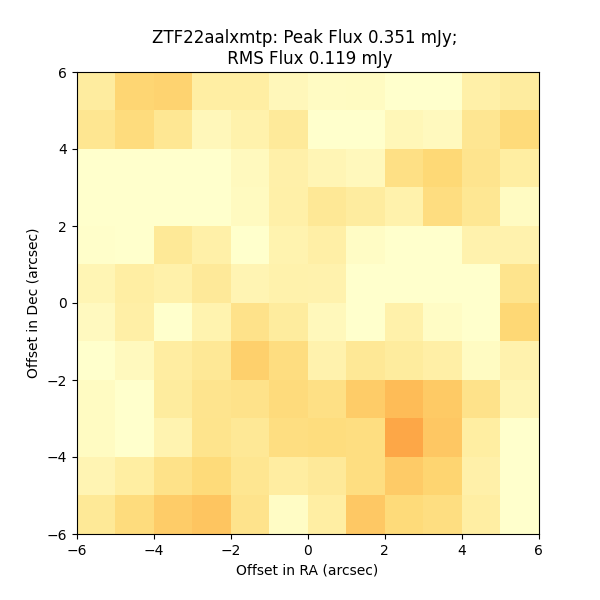 ZTF22aalxmtp: Peak Flux 0.351 mJy;
RMS Flux 0.119 mJy
6
4
2
0
−2
−4
−6
Offset in Dec (arcsec)
−6 −4 −2 0 2 4 6
Offset in RA (arcsec)